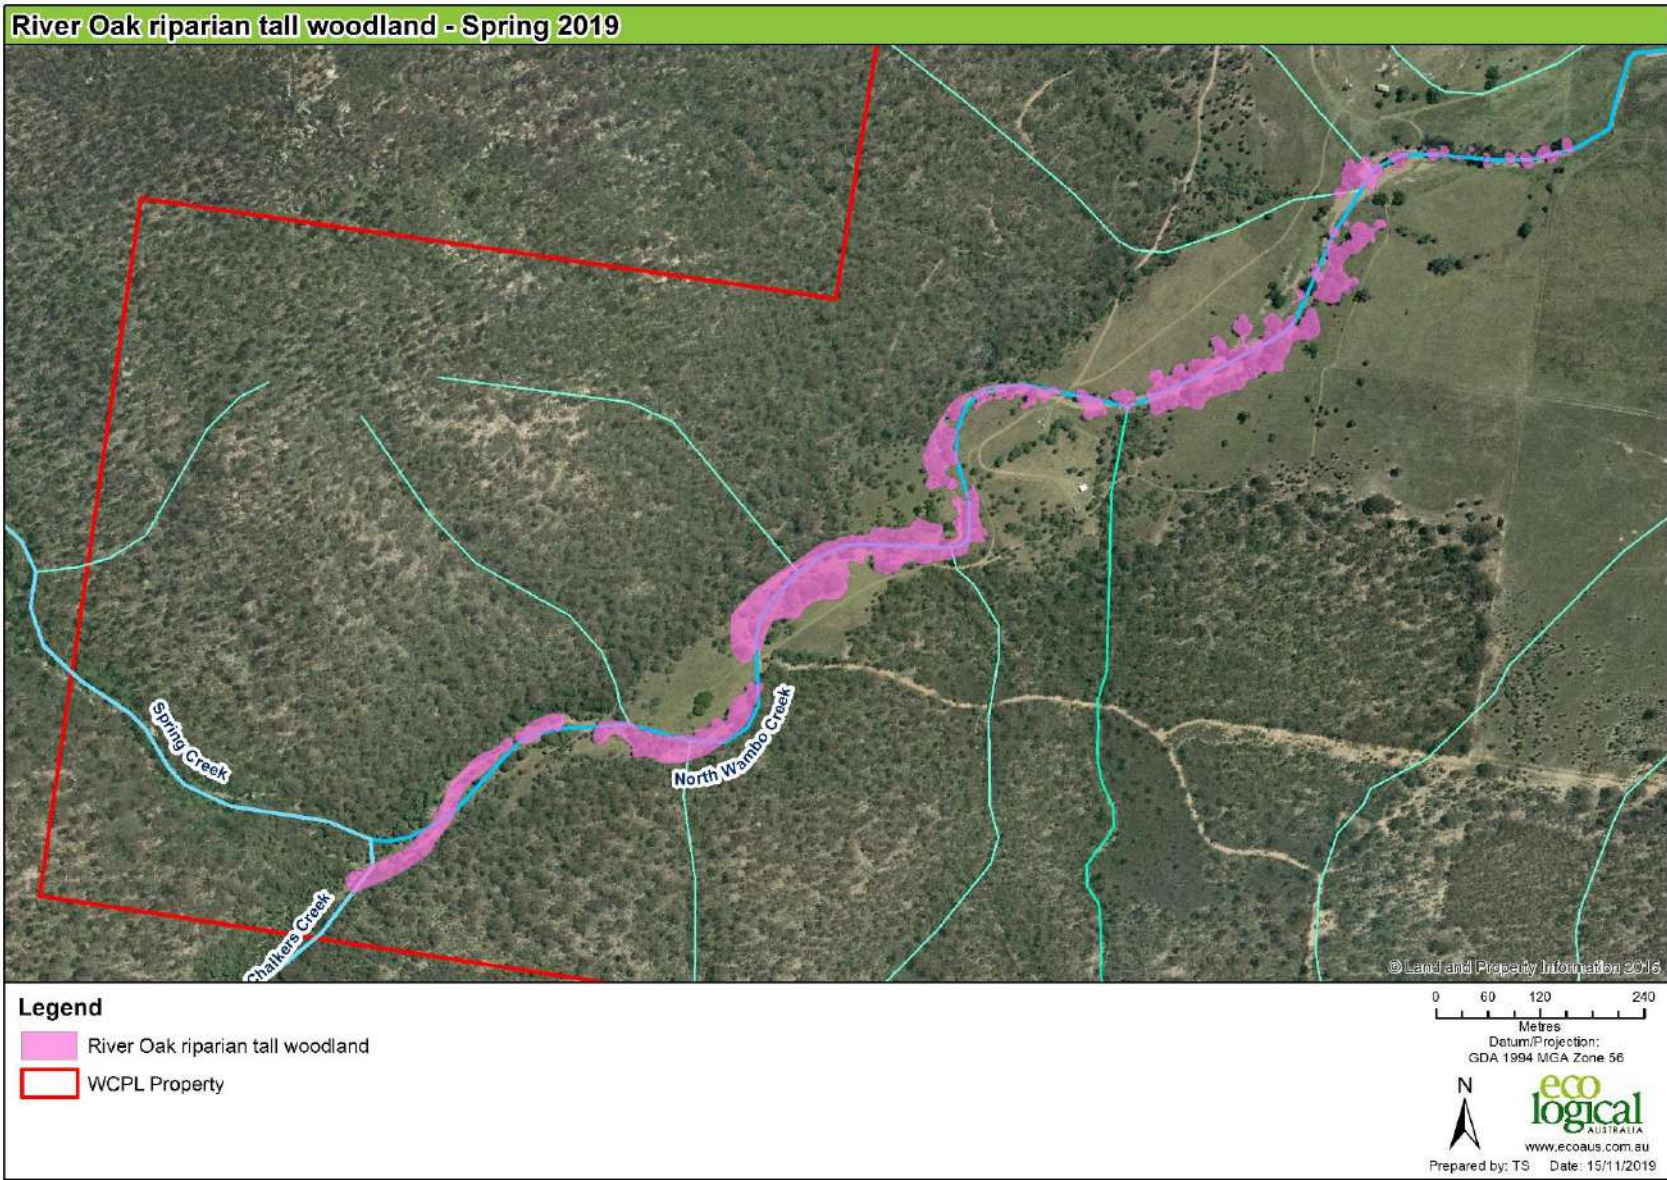 River Oak riparian tall woodland - Spring 2019
Spring Creek
North Wambo Creek
Chalkers Creek
© Land and Property Information 2015
Legend
River Oak riparian tall woodland
WCPL Property
0 60 120 240
Metres
Datum/Projection:
GDA 1994 MGA Zone 56
N
eco
logical
AUSTRALIA
www.ecoaus.com.au
Prepared by: TS Date: 15/11/2019